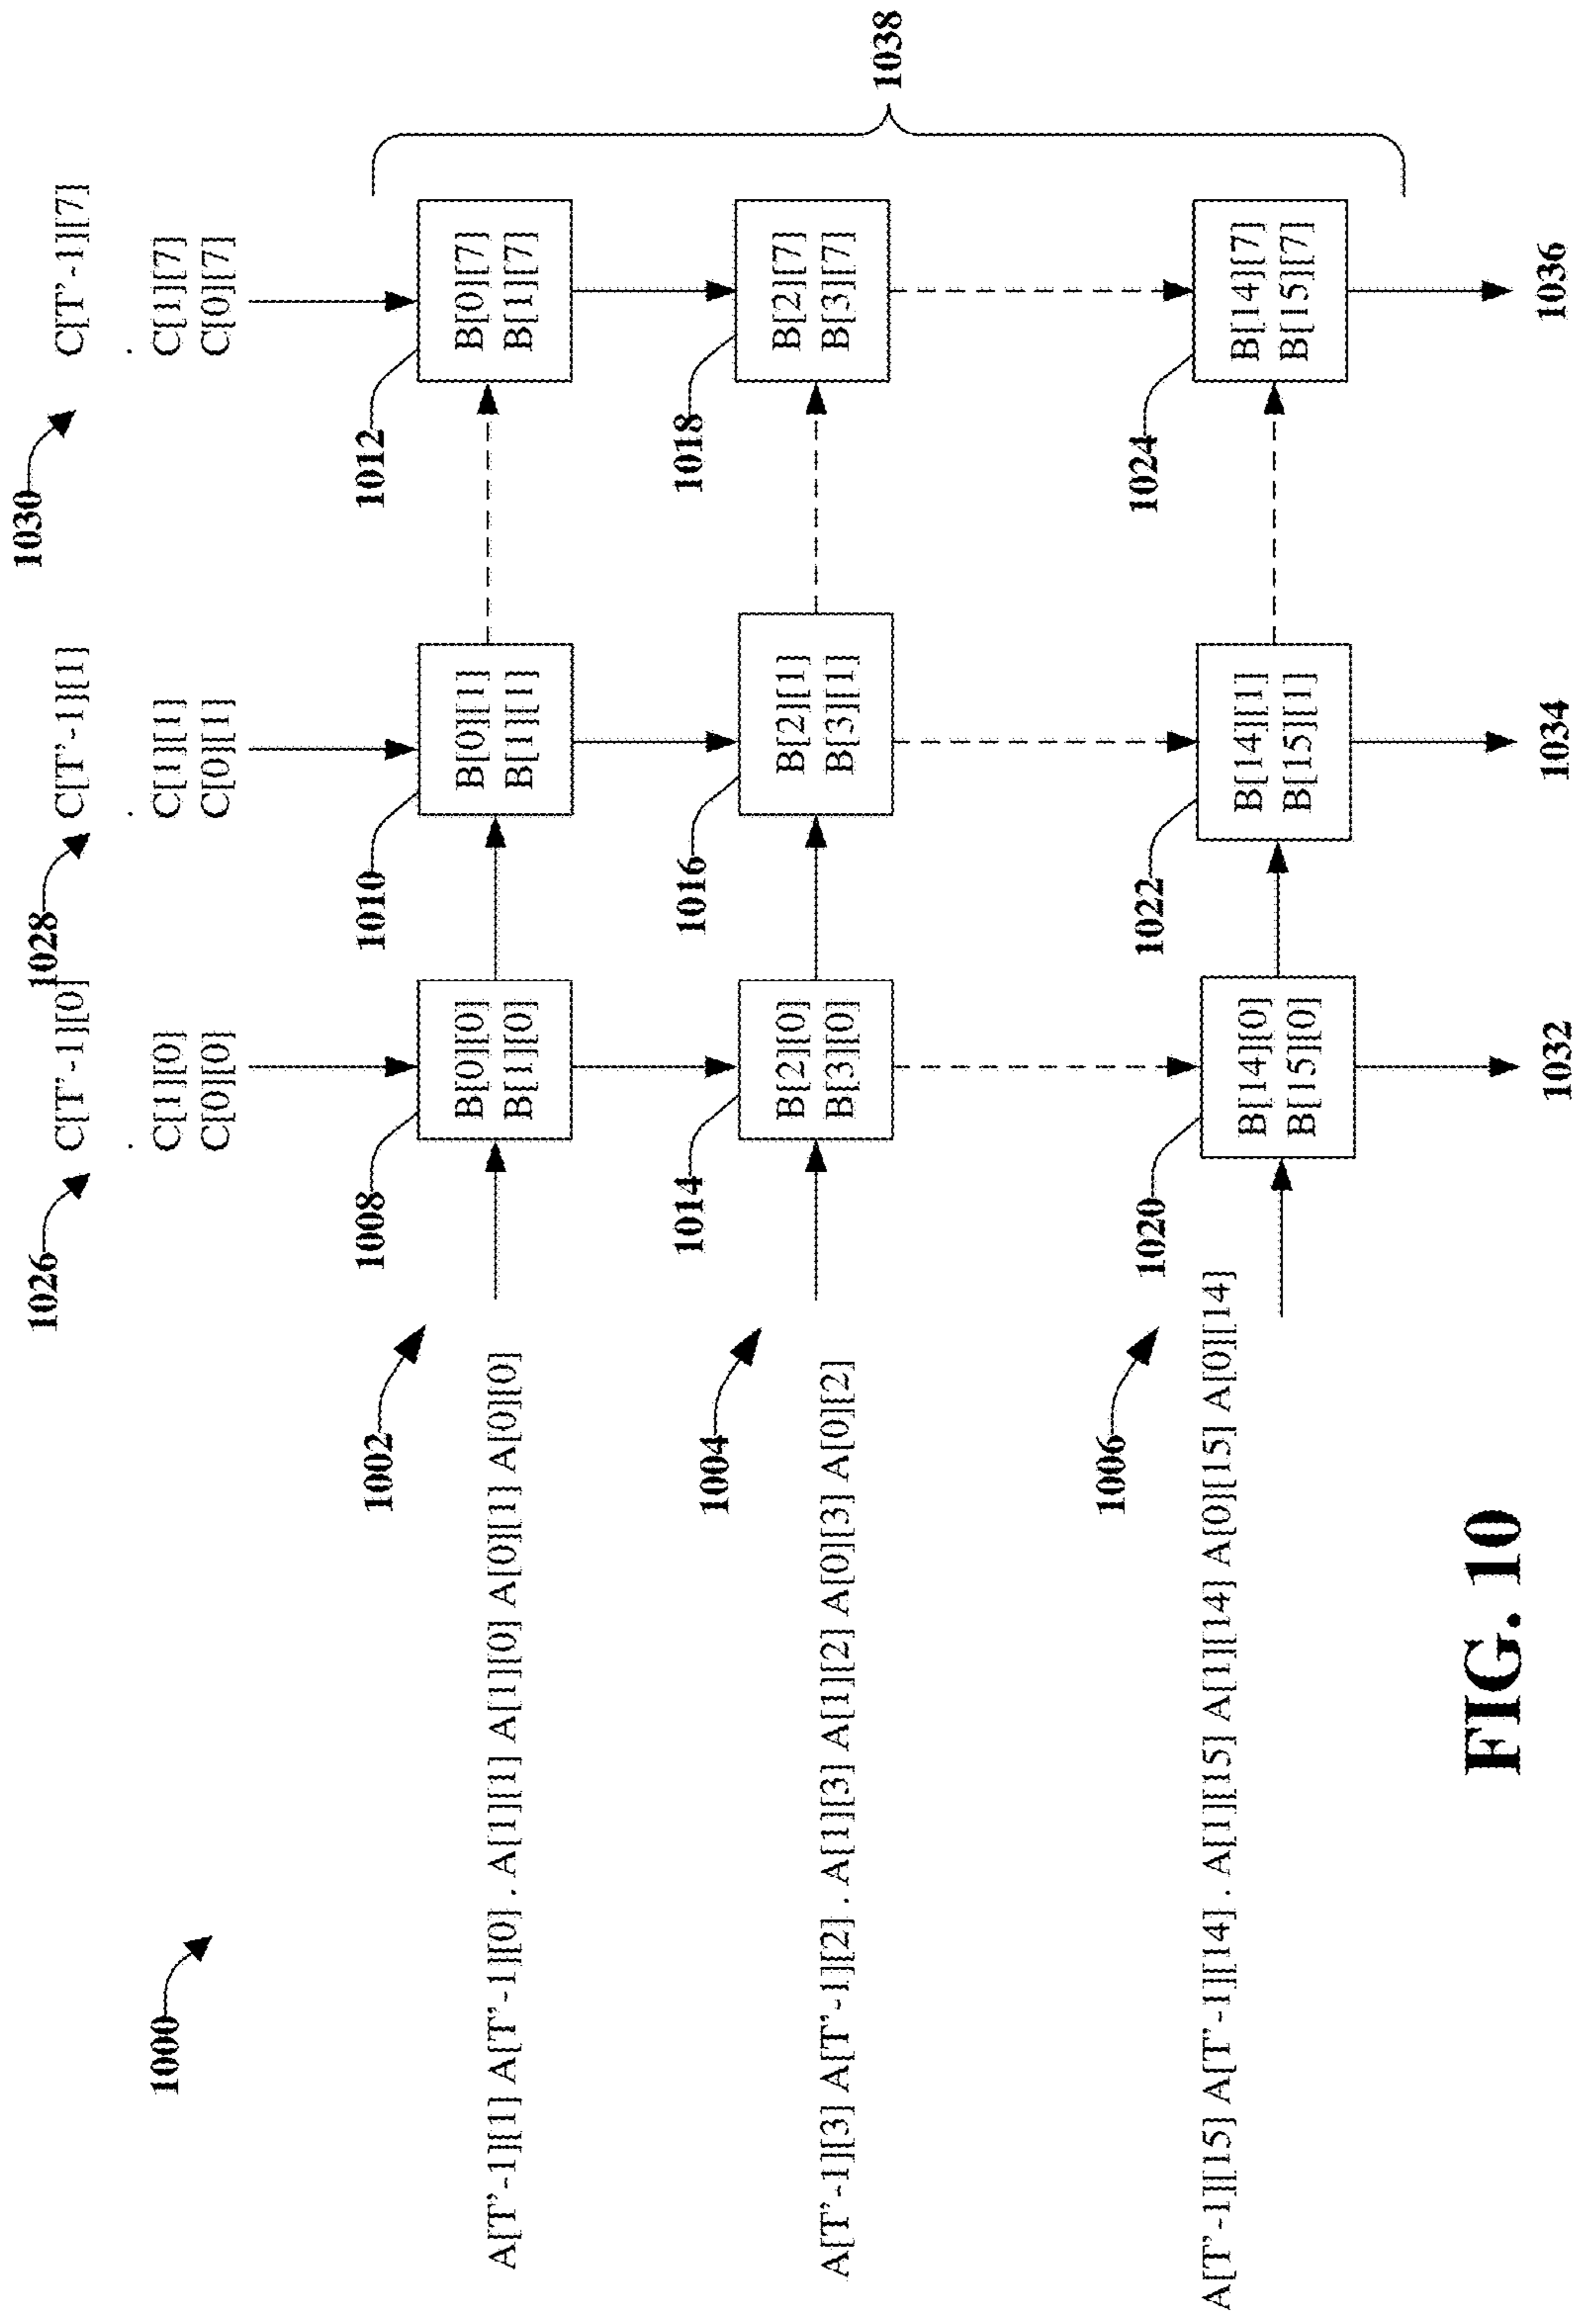 1030
1026 1028
C[T'-1][0] C[T'-1][1] C[T'-1][7]
. . .
1000 C[1][0] C[1][1] C[1][7]
C[0][0] C[0][1] C[0][7]
1002 1008 1010 1012
B[0][0] B[0][1] B[0][7]
A[T'-1][1] A[T'-1][0] . A[1][1] A[1][0] A[0][1] A[0][0]
B[1][0] B[1][1] B[1][7]
1004 1014 1016 1018
B[2][0] B[2][1] B[2][7]
A[T'-1][3] A[T'-1][2] . A[1][3] A[1][2] A[0][3] A[0][2]
B[3][0] B[3][1] B[3][7]
1038
1006 1020 1022 1024
A[T'-1][15] A[T'-1][14] . A[1][15] A[1][14] A[0][15] A[0][14]
B[14][0] B[14][1] B[14][7]
B[15][0] B[15][1] B[15][7]
1032 1034 1036
FIG. 10